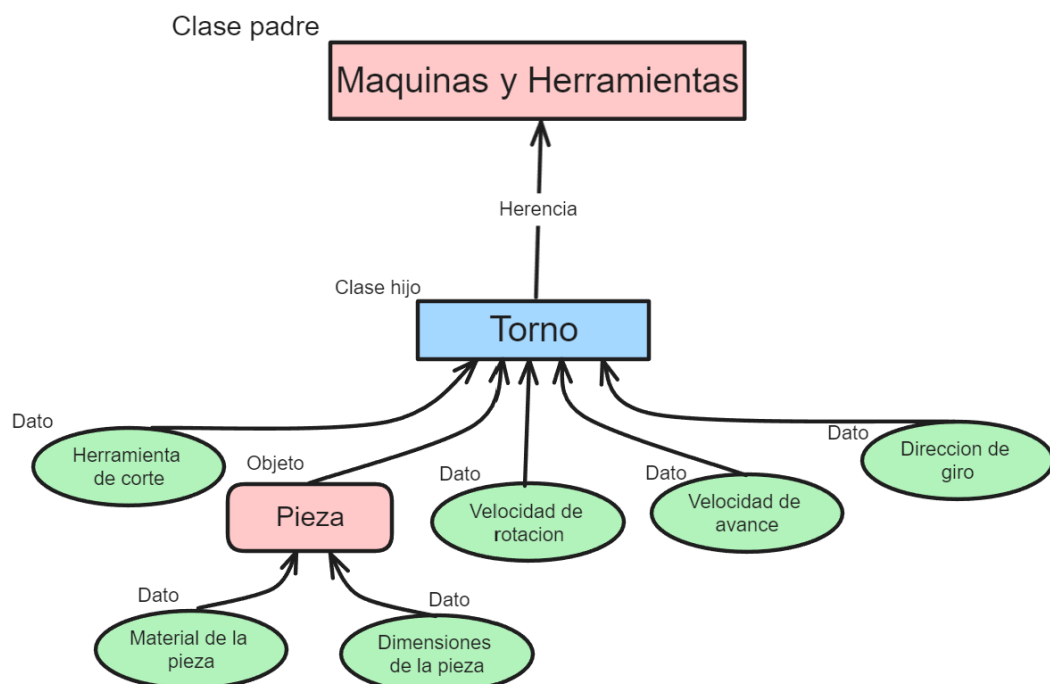 Clase padre
Maquinas y Herramientas
Herencia
Clase hijo
Torno
Dato
Herramienta
de corte
Objeto
Pieza
Dato
Velocidad de
rotacion
Dato
Velocidad de
avance
Dato
Direccion de
giro
Dato
Material de la
pieza
Dato
Dimensiones
de la pieza